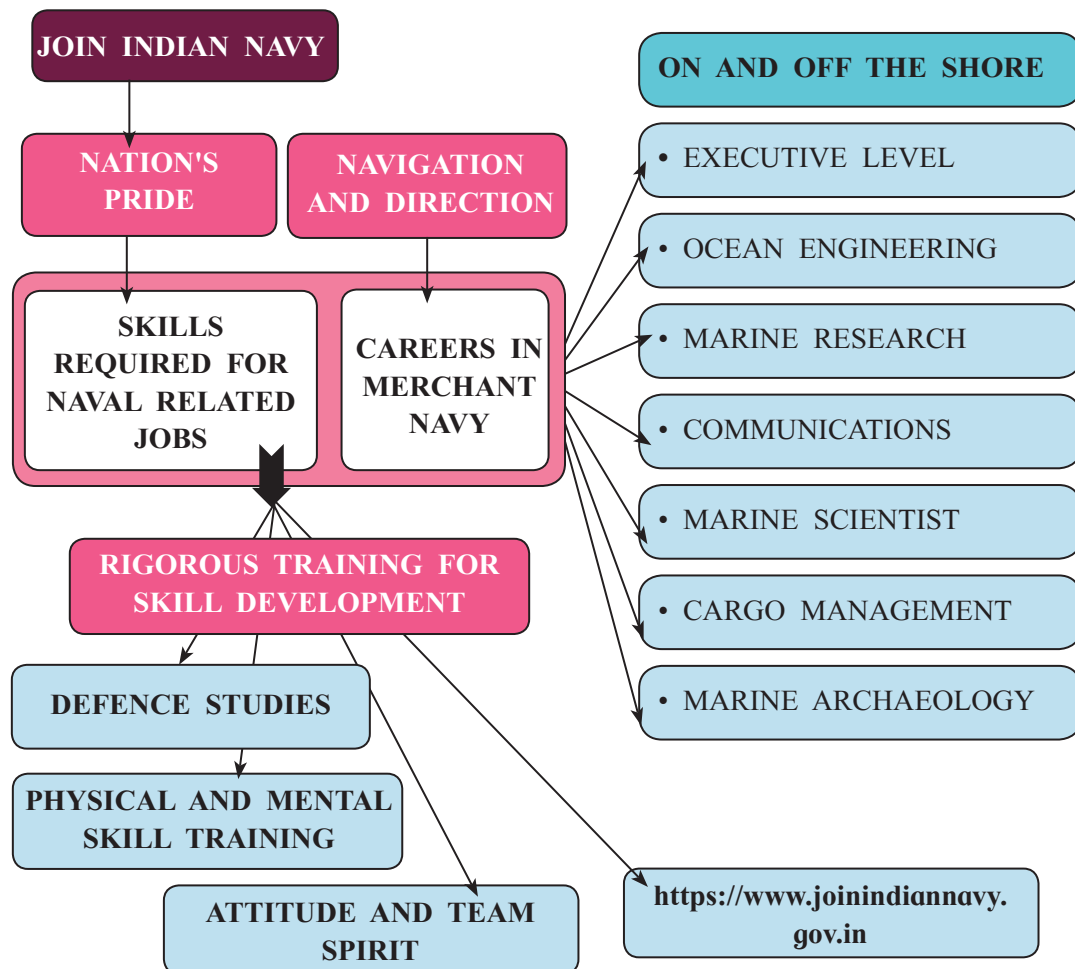 JOIN INDIAN NAVY
NATION'S
PRIDE
NAVIGATION
AND DIRECTION
SKILLS
REQUIRED FOR
NAVAL RELATED
JOBS
CAREERS IN
MERCHANT
NAVY
RIGOROUS TRAINING FOR
SKILL DEVELOPMENT
DEFENCE STUDIES
PHYSICAL AND MENTAL
SKILL TRAINING
ATTITUDE AND TEAM
SPIRIT
https://www.joinindiannavy.
gov.in
ON AND OFF THE SHORE
• EXECUTIVE LEVEL
• OCEAN ENGINEERING
• MARINE RESEARCH
• COMMUNICATIONS
• MARINE SCIENTIST
• CARGO MANAGEMENT
• MARINE ARCHAEOLOGY